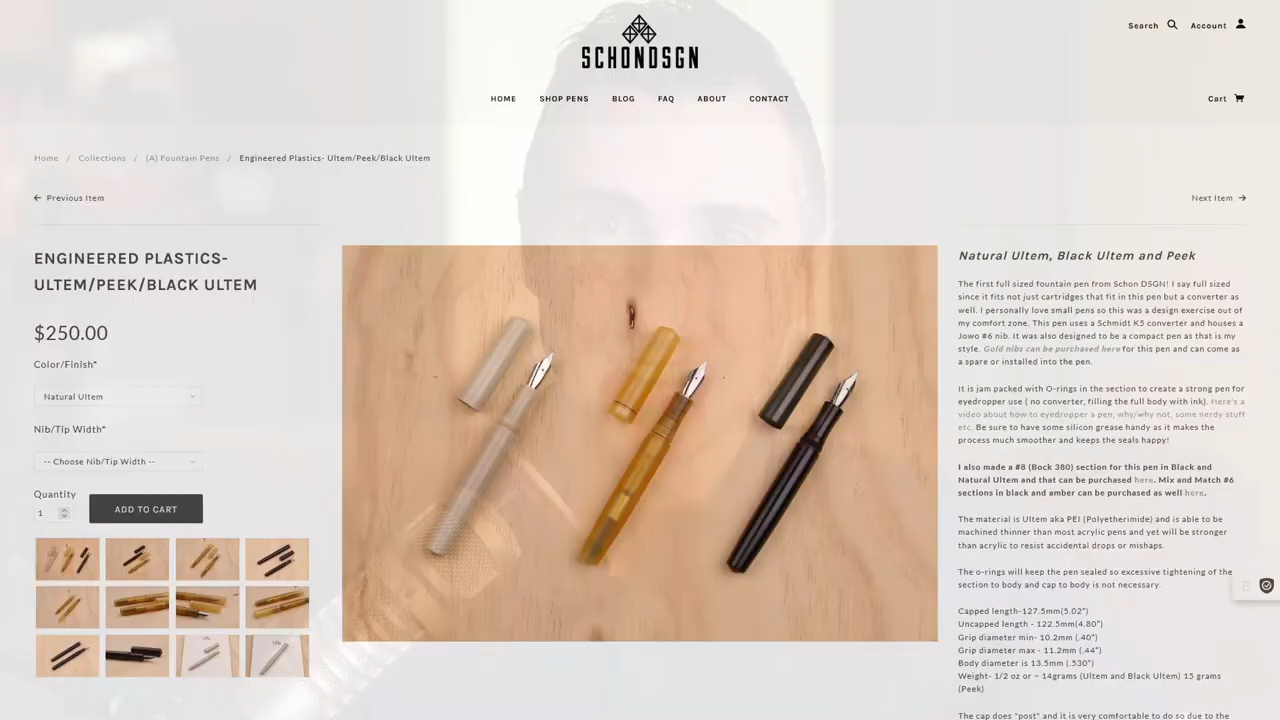 SCHONDSGN
Search
Account
HOME
SHOP PENS
BLOG
FAQ
ABOUT
CONTACT
Cart
Home / Collections / (A) Fountain Pens / Engineered Plastics- Ultem/Peek/Black Ultem
Previous Item
Next Item
ENGINEERED PLASTICS-
ULTEM/PEEK/BLACK ULTEM
$250.00
Color/Finish*
Natural Ultem
Nib/Tip Width*
-- Choose Nib/Tip Width --
Quantity
1
ADD TO CART
Natural Ultem, Black Ultem and Peek
The first full sized fountain pen from Schon DSGN! I say full sized
since it fits not just cartridges that fit in this pen but a converter as
well. I personally love small pens so this was a design exercise out of
my comfort zone. This pen uses a Schmidt K5 converter and houses a
Jowo #6 nib. It was also designed to be a compact pen as that is my
style. Gold nibs can be purchased here for this pen and can come as
a spare or installed into the pen.
It is jam packed with O-rings in the section to create a strong pen for
eyedropper use ( no converter, filling the full body with ink). Here's a
video about how to eyedropper a pen, why/why not, some nerdy stuff
etc. Be sure to have some silicon grease handy as it makes the
process much smoother and keeps the seals happy!
I also made a #8 (Bock 380) section for this pen in Black and
Natural Ultem and that can be purchased here. Mix and Match #6
sections in black and amber can be purchased as well here.
The material is Ultem aka PEI (Polyetherimide) and is able to be
machined thinner than most acrylic pens and yet will be stronger
than acrylic to resist accidental drops or mishaps.
The o-rings will keep the pen sealed so excessive tightening of the
section to body and cap to body is not necessary.
Capped length-127.5mm(5.02")
Uncapped length - 122.5mm(4.80")
Grip diameter min- 10.2mm (.40")
Grip diameter max - 11.2mm (.44")
Body diameter is 13.5mm (.530")
Weight- 1/2 oz or ~ 14grams (Ultem and Black Ultem) 15 grams
(Peek)
The cap does "post" and it is very comfortable to do so due to the